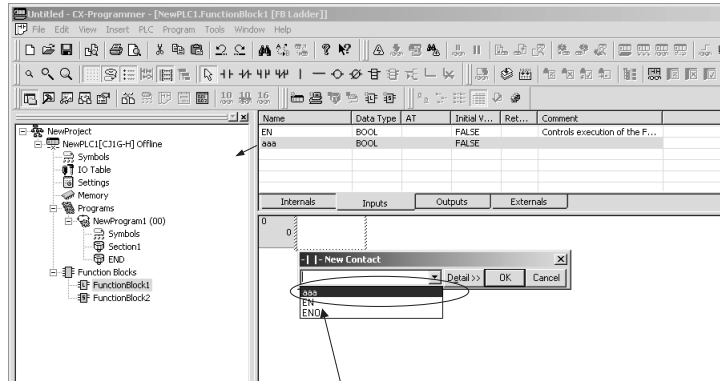 Untitled - CX-Programmer - [NewPLC1.FunctionBlock1 [FB Ladder]]
File Edit View Insert PLC Program Tools Window Help
10 10 16
Name Data Type AT Initial V... Ret... Comment
EN BOOL FALSE Controls execution of the F...
aaa BOOL FALSE
Internals Inputs Outputs Externals
NewProject
NewPLC1[CJ1G-H] Offline
Symbols
IO Table
Settings
Memory
Programs
NewProgram1 (00)
Symbols
Section1
END
Function Blocks
FunctionBlock1
FunctionBlock2
0
0
-| |- New Contact
Detail >> OK Cancel
aaa
EN
ENO